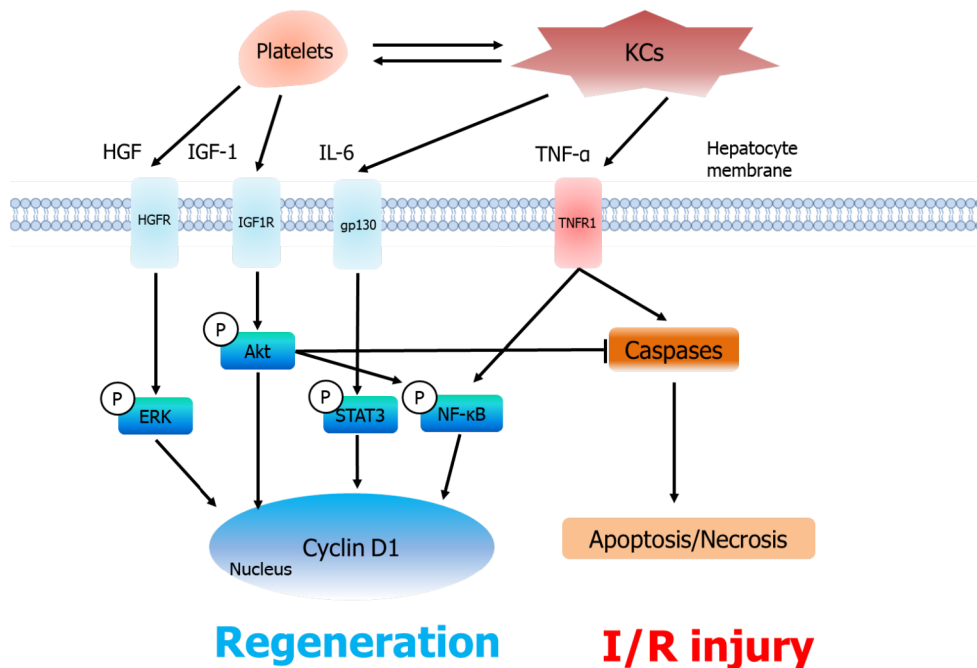 Platelets
KCs
HGF
IGF-1
IL-6
TNF-α
Hepatocyte
membrane
HGFR
IGF1R
gp130
TNFR1
P
Akt
Caspases
P
ERK
P
STAT3
P
NF-κB
Cyclin D1
Nucleus
Apoptosis/Necrosis
Regeneration
I/R injury